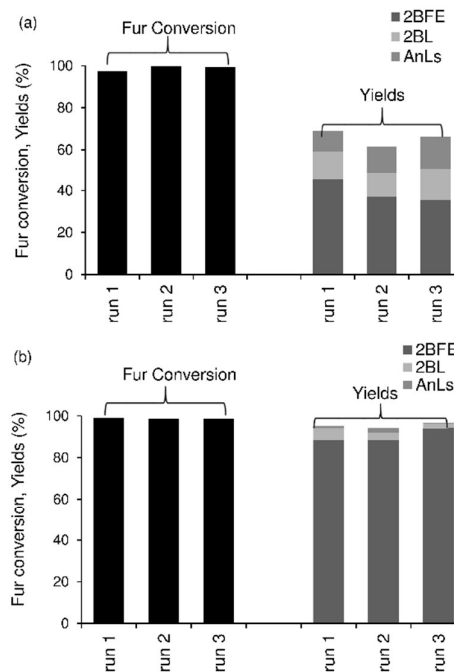 (a)
2BFE
2BL
AnLs
Fur Conversion
Yields
Fur conversion, Yields (%)
120
100
80
60
40
20
0
run 1
run 2
run 3
run 1
run 2
run 3
(b)
2BFE
2BL
AnLs
Fur Conversion
Yields
Fur conversion, Yields (%)
120
100
80
60
40
20
0
run 1
run 2
run 3
run 1
run 2
run 3